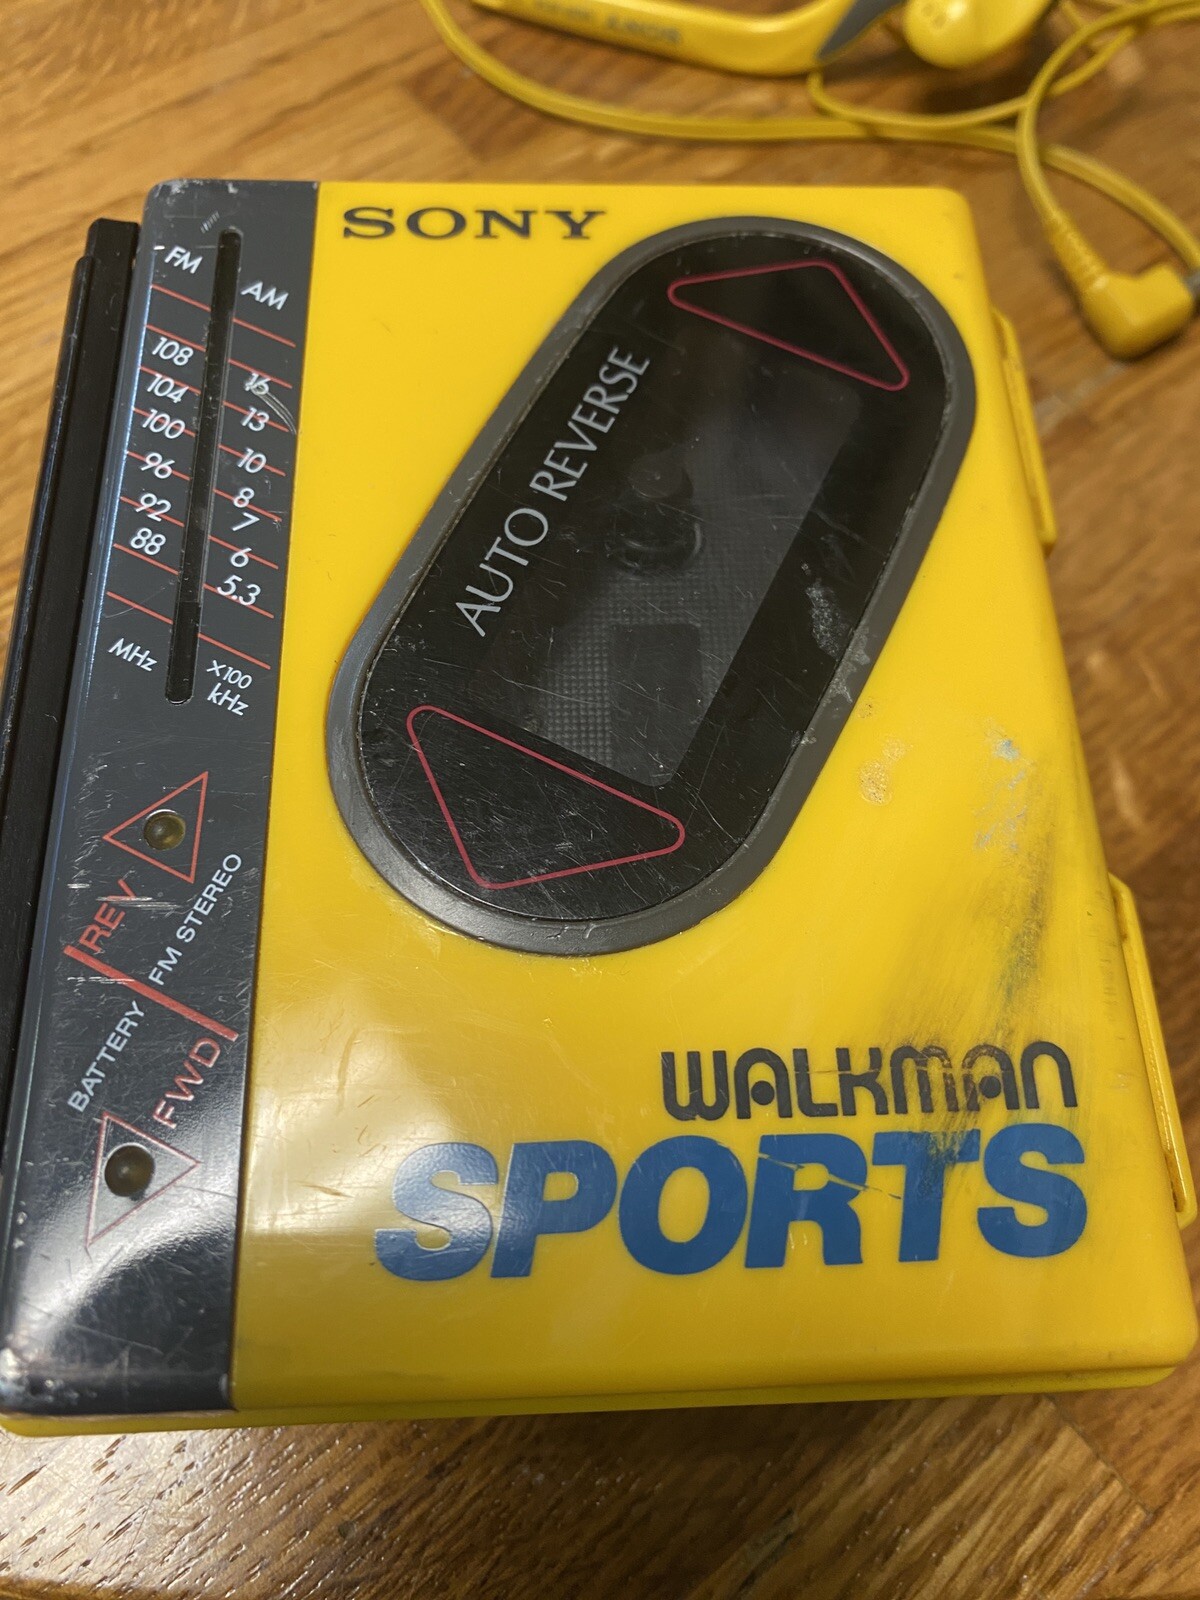 SPORTS
SONY
FM AM
108 16
104 13
100 10
96 8
92 7
88 6
5.3
MHz X100
kHz
AUTO REVERSE
REV
FM STEREO
BATTERY
FWD
WALKMAN
SPORTS